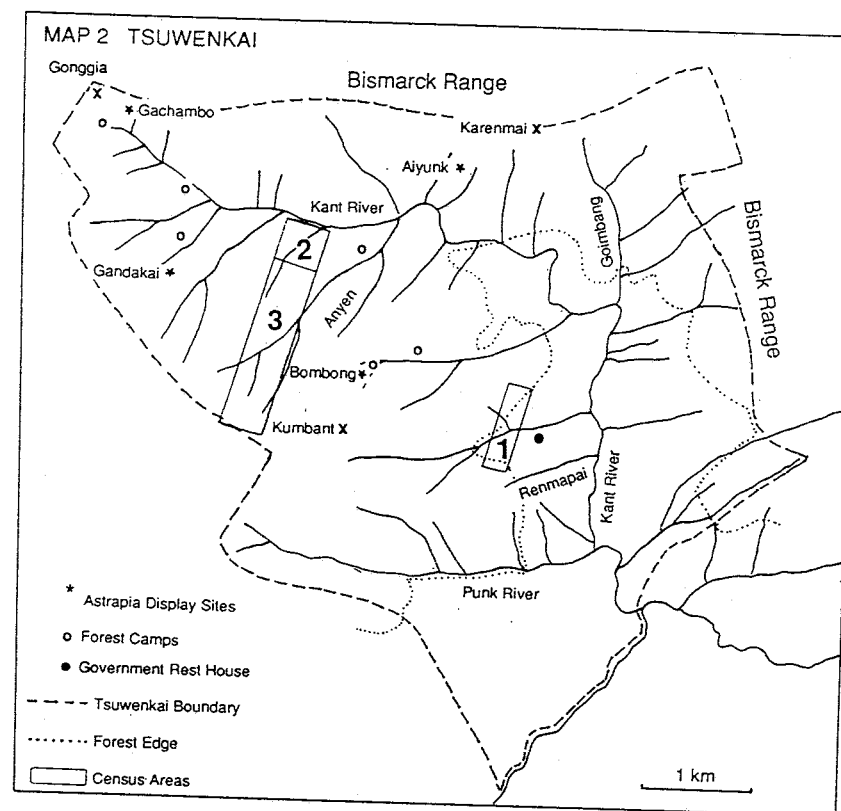 MAP 2 TSUWENKAI
Gonggia
x
Bismarck Range
* Gachambo
Karenmai x
Aiyunk *
Kant River
Goimbang
Bismarck Range
2
Gandakai *
3
Anyen
Bombong *
Kumbant x
1
Renmapai
Kant River
Punk River
* Astrapia Display Sites
Forest Camps
Government Rest House
Tsuwenkai Boundary
Forest Edge
Census Areas
1 km